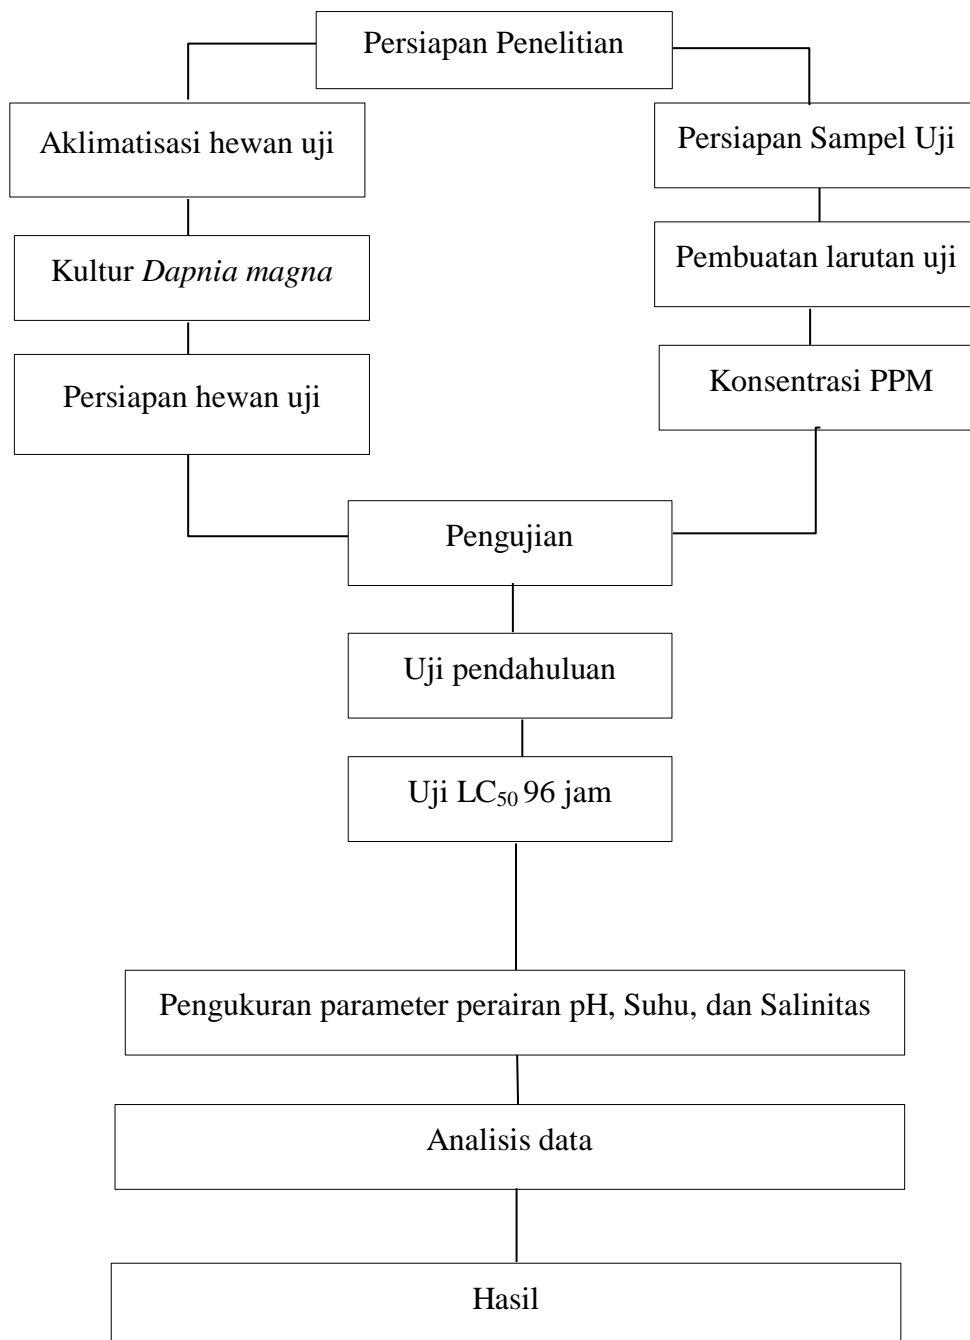 Persiapan Penelitian
Aklimatisasi hewan uji
Persiapan Sampel Uji
Kultur Dapnia magna
Pembuatan larutan uji
Persiapan hewan uji
Konsentrasi PPM
Pengujian
Uji pendahuluan
Uji LC₅₀ 96 jam
Pengukuran parameter perairan pH, Suhu, dan Salinitas
Analisis data
Hasil